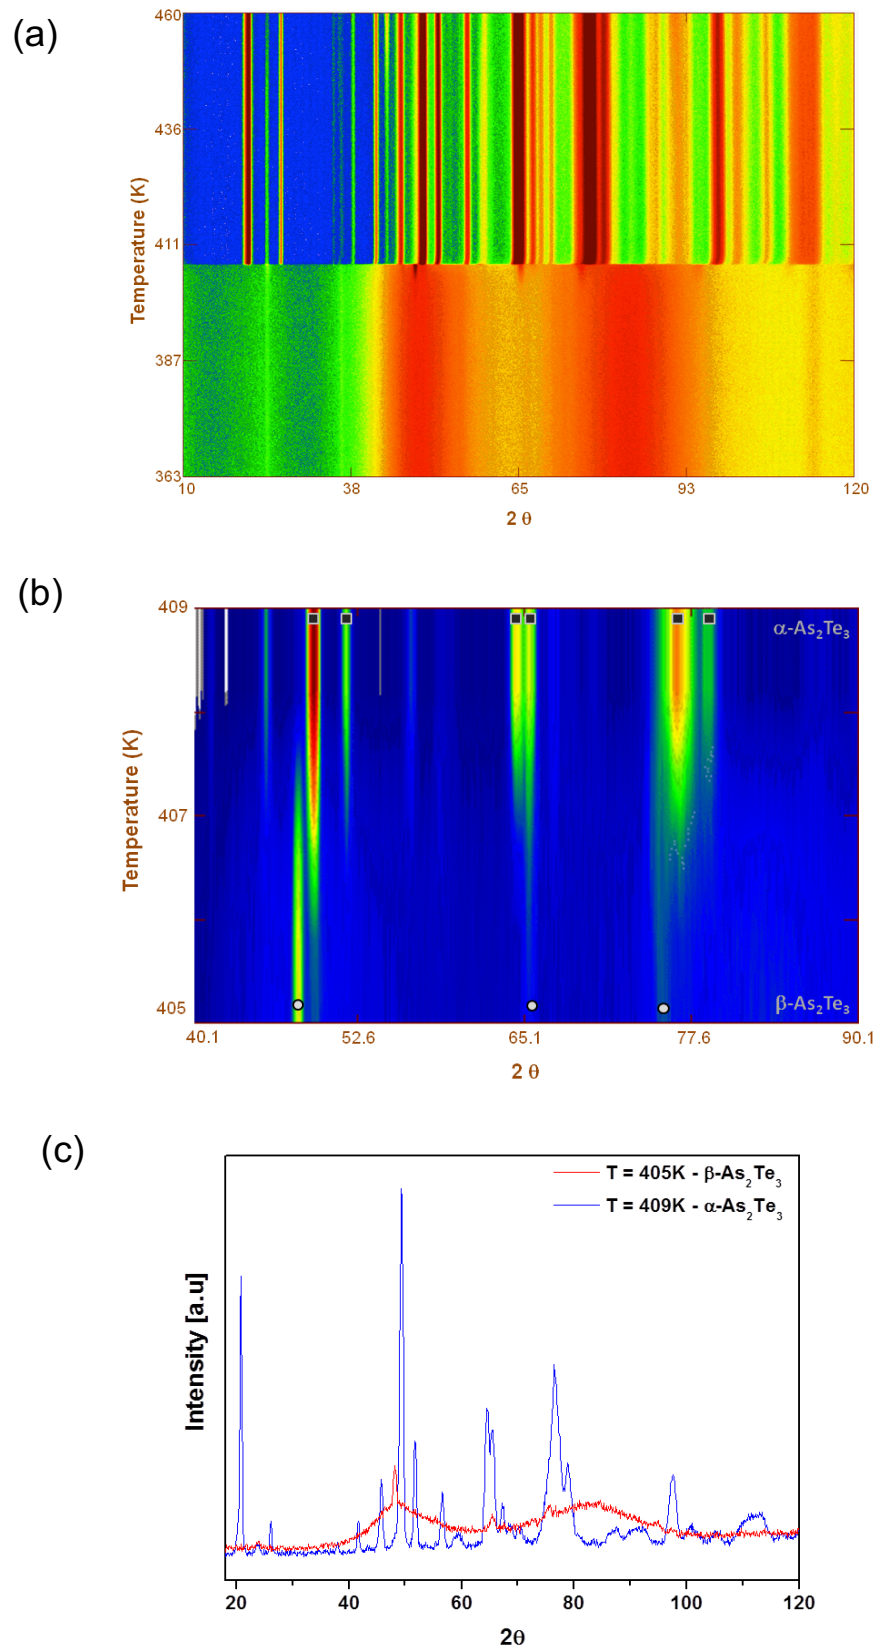 (a)
460
436
411
387
363
Temperature (K)
10 38 65 93 120
2 θ
(b)
409
407
405
Temperature (K)
α-As₂Te₃
β-As₂Te₃
40.1 52.6 65.1 77.6 90.1
2 θ
(c)
T = 405K - β-As₂Te₃
T = 409K - α-As₂Te₃
Intensity [a.u]
20 40 60 80 100 120
2θ